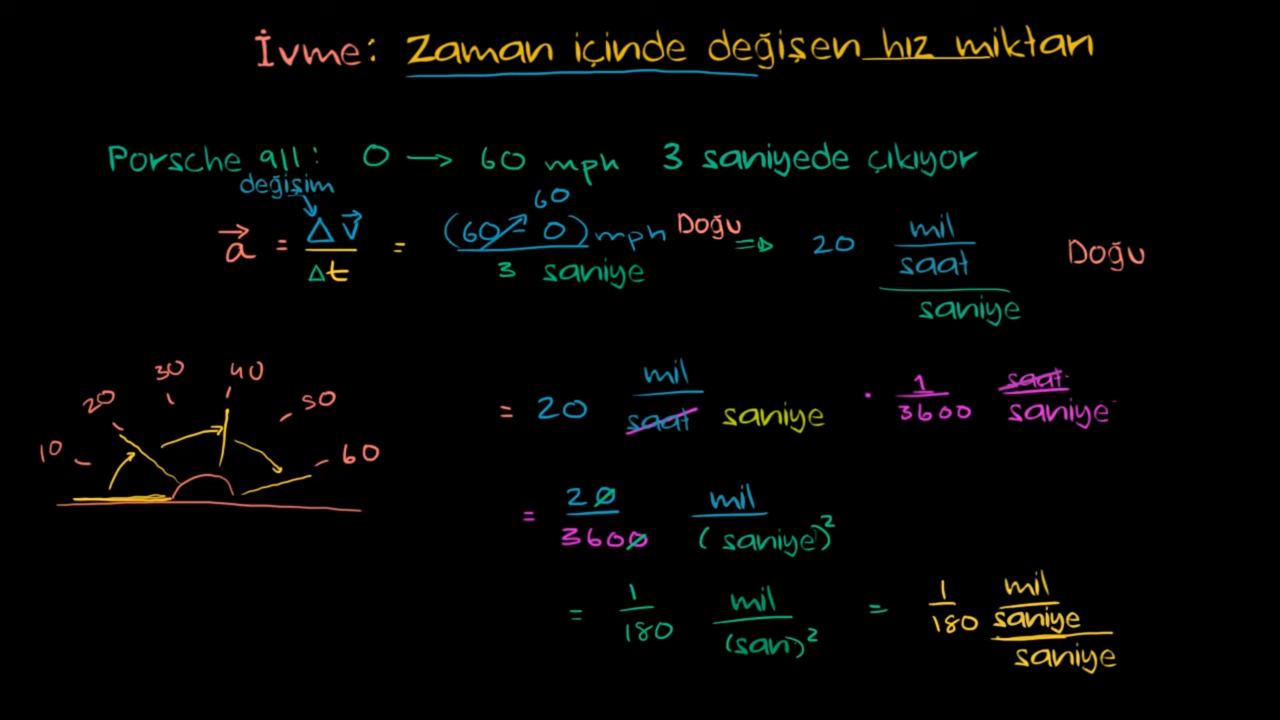 İvme: Zaman içinde değişen hız miktarı
Porsche 911: 0 → 60 mph 3 saniyede çıkıyor
değişim
60
a = Δv / Δt = (60 - 0) mph Doğu / 3 saniye ⇒ 20 mil / saat / saniye Doğu
10 20 30 40 50 60
= 20 mil / saat saniye · 1 / 3600 saat / saniye
= 20 / 3600 mil / (saniye)²
= 1 / 180 mil / (san)² = 1 / 180 mil / saniye / saniye